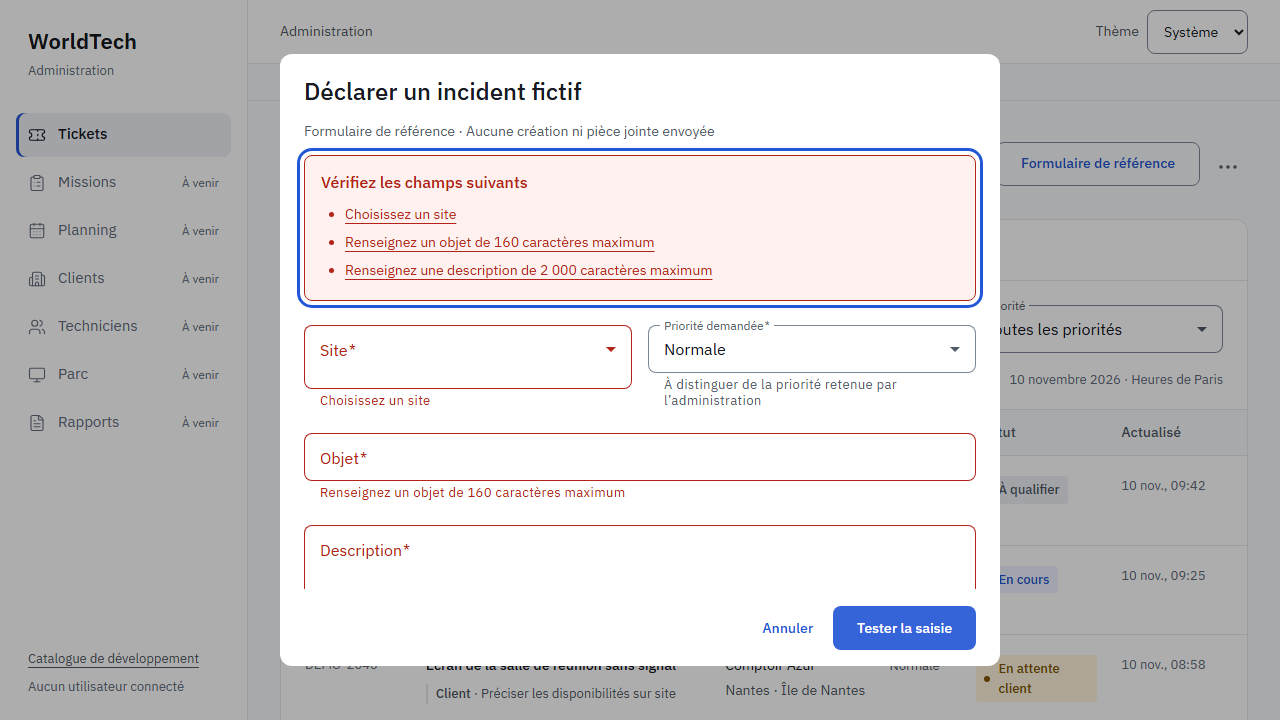 WorldTech
Administration
Tickets
Missions À venir
Planning À venir
Clients À venir
Techniciens À venir
Parc À venir
Rapports À venir
Catalogue de développement
Aucun utilisateur connecté
Administration
Thème Système
Formulaire de référence
Déclarer un incident fictif
Formulaire de référence · Aucune création ni pièce jointe envoyée
Vérifiez les champs suivants
Choisissez un site
Renseignez un objet de 160 caractères maximum
Renseignez une description de 2 000 caractères maximum
Site*
Choisissez un site
Priorité demandée*
Normale
À distinguer de la priorité retenue par
l’administration
Objet*
Renseignez un objet de 160 caractères maximum
Description*
Annuler
Tester la saisie
les priorités
10 novembre 2026 · Heures de Paris
Actualisé
À qualifier
10 nov., 09:42
En cours
10 nov., 09:25
Écran de la salle de réunion sans signal
Client · Préciser les disponibilités sur site
Comptoir Azur
Nantes · Île de Nantes
Normale
En attente
client
10 nov., 08:58